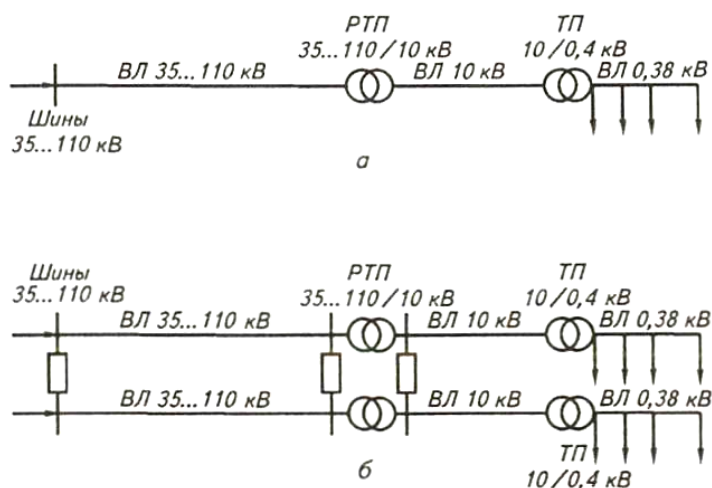 РТП
35...110/10 кВ
ТП
10/0,4 кВ
ВЛ 35...110 кВ
ВЛ 10 кВ
ВЛ 0,38 кВ
Шины
35...110 кВ
а
Шины
35...110 кВ
РТП
35...110/10 кВ
ТП
10/0,4 кВ
ВЛ 35...110 кВ
ВЛ 10 кВ
ВЛ 0,38 кВ
ВЛ 35...110 кВ
ВЛ 10 кВ
ВЛ 0,38 кВ
ТП
10/0,4 кВ
б